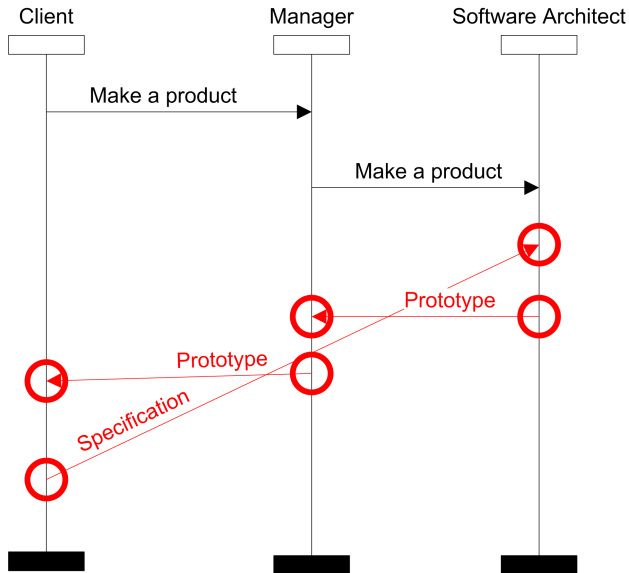 Client
Manager
Software Architect
Make a product
Make a product
Prototype
Prototype
Specification